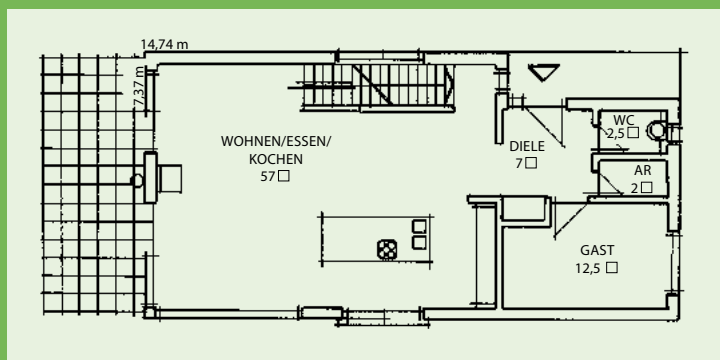 14,74 m
7,37 m
WOHNEN/ESSEN/
KOCHEN
57□
DIELE
7□
WC
2,5□
AR
2□
GAST
12,5 □